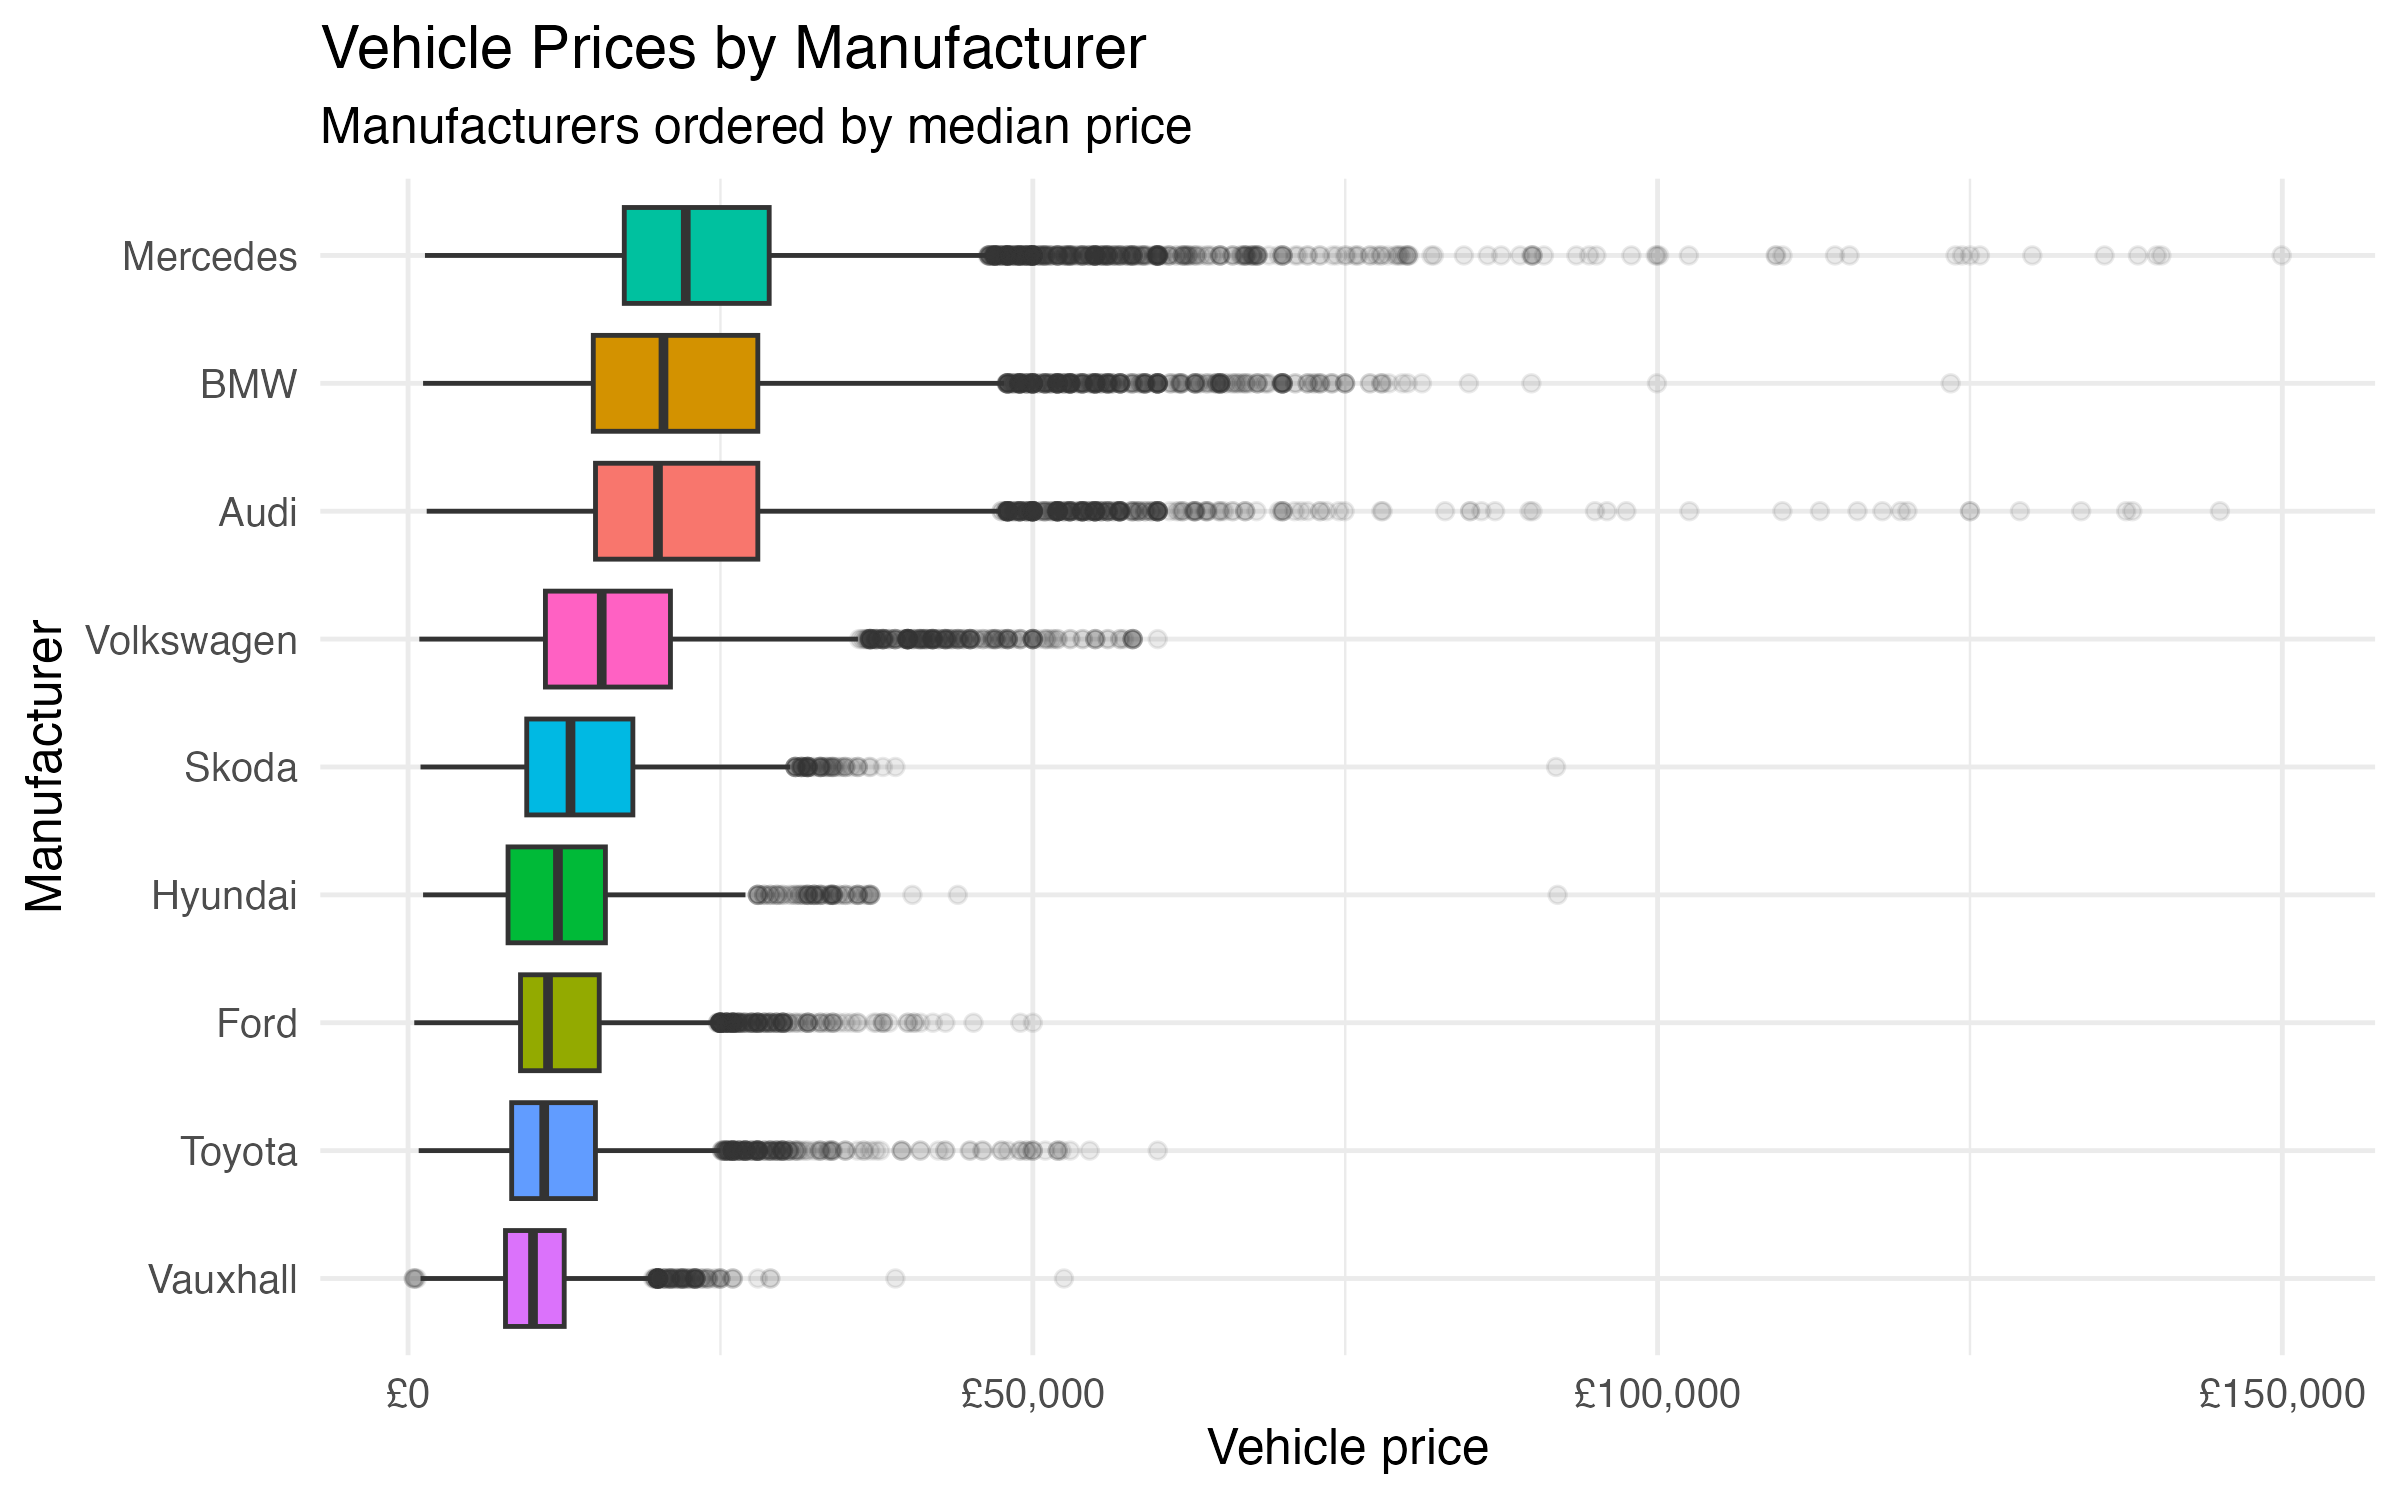 Vehicle Prices by Manufacturer
Manufacturers ordered by median price
Manufacturer
Mercedes
BMW
Audi
Volkswagen
Skoda
Hyundai
Ford
Toyota
Vauxhall
£0
£50,000
£100,000
£150,000
Vehicle price